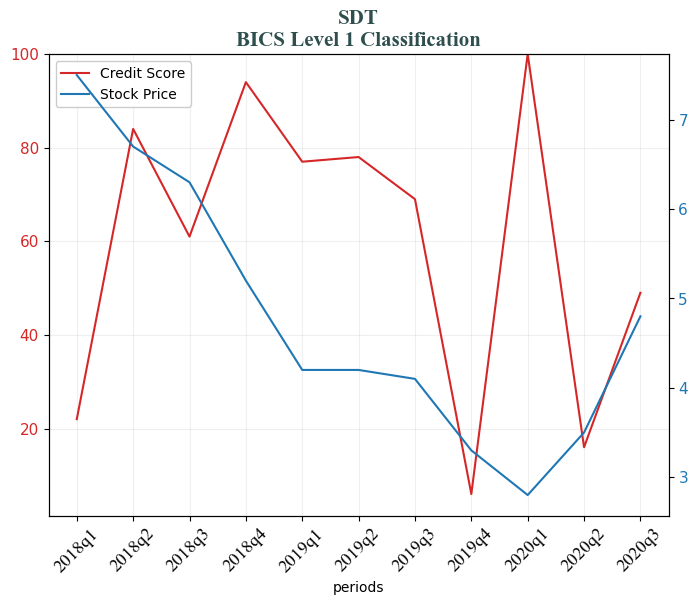 SDT
BICS Level 1 Classification
Credit Score
Stock Price
100
80
60
40
20
7
6
5
4
3
2018q1
2018q2
2018q3
2018q4
2019q1
2019q2
2019q3
2019q4
2020q1
2020q2
2020q3
periods